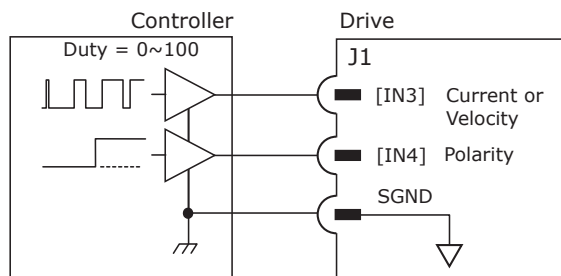 Controller
Drive
Duty = 0~100
J1
[IN3] Current or
Velocity
[IN4] Polarity
SGND